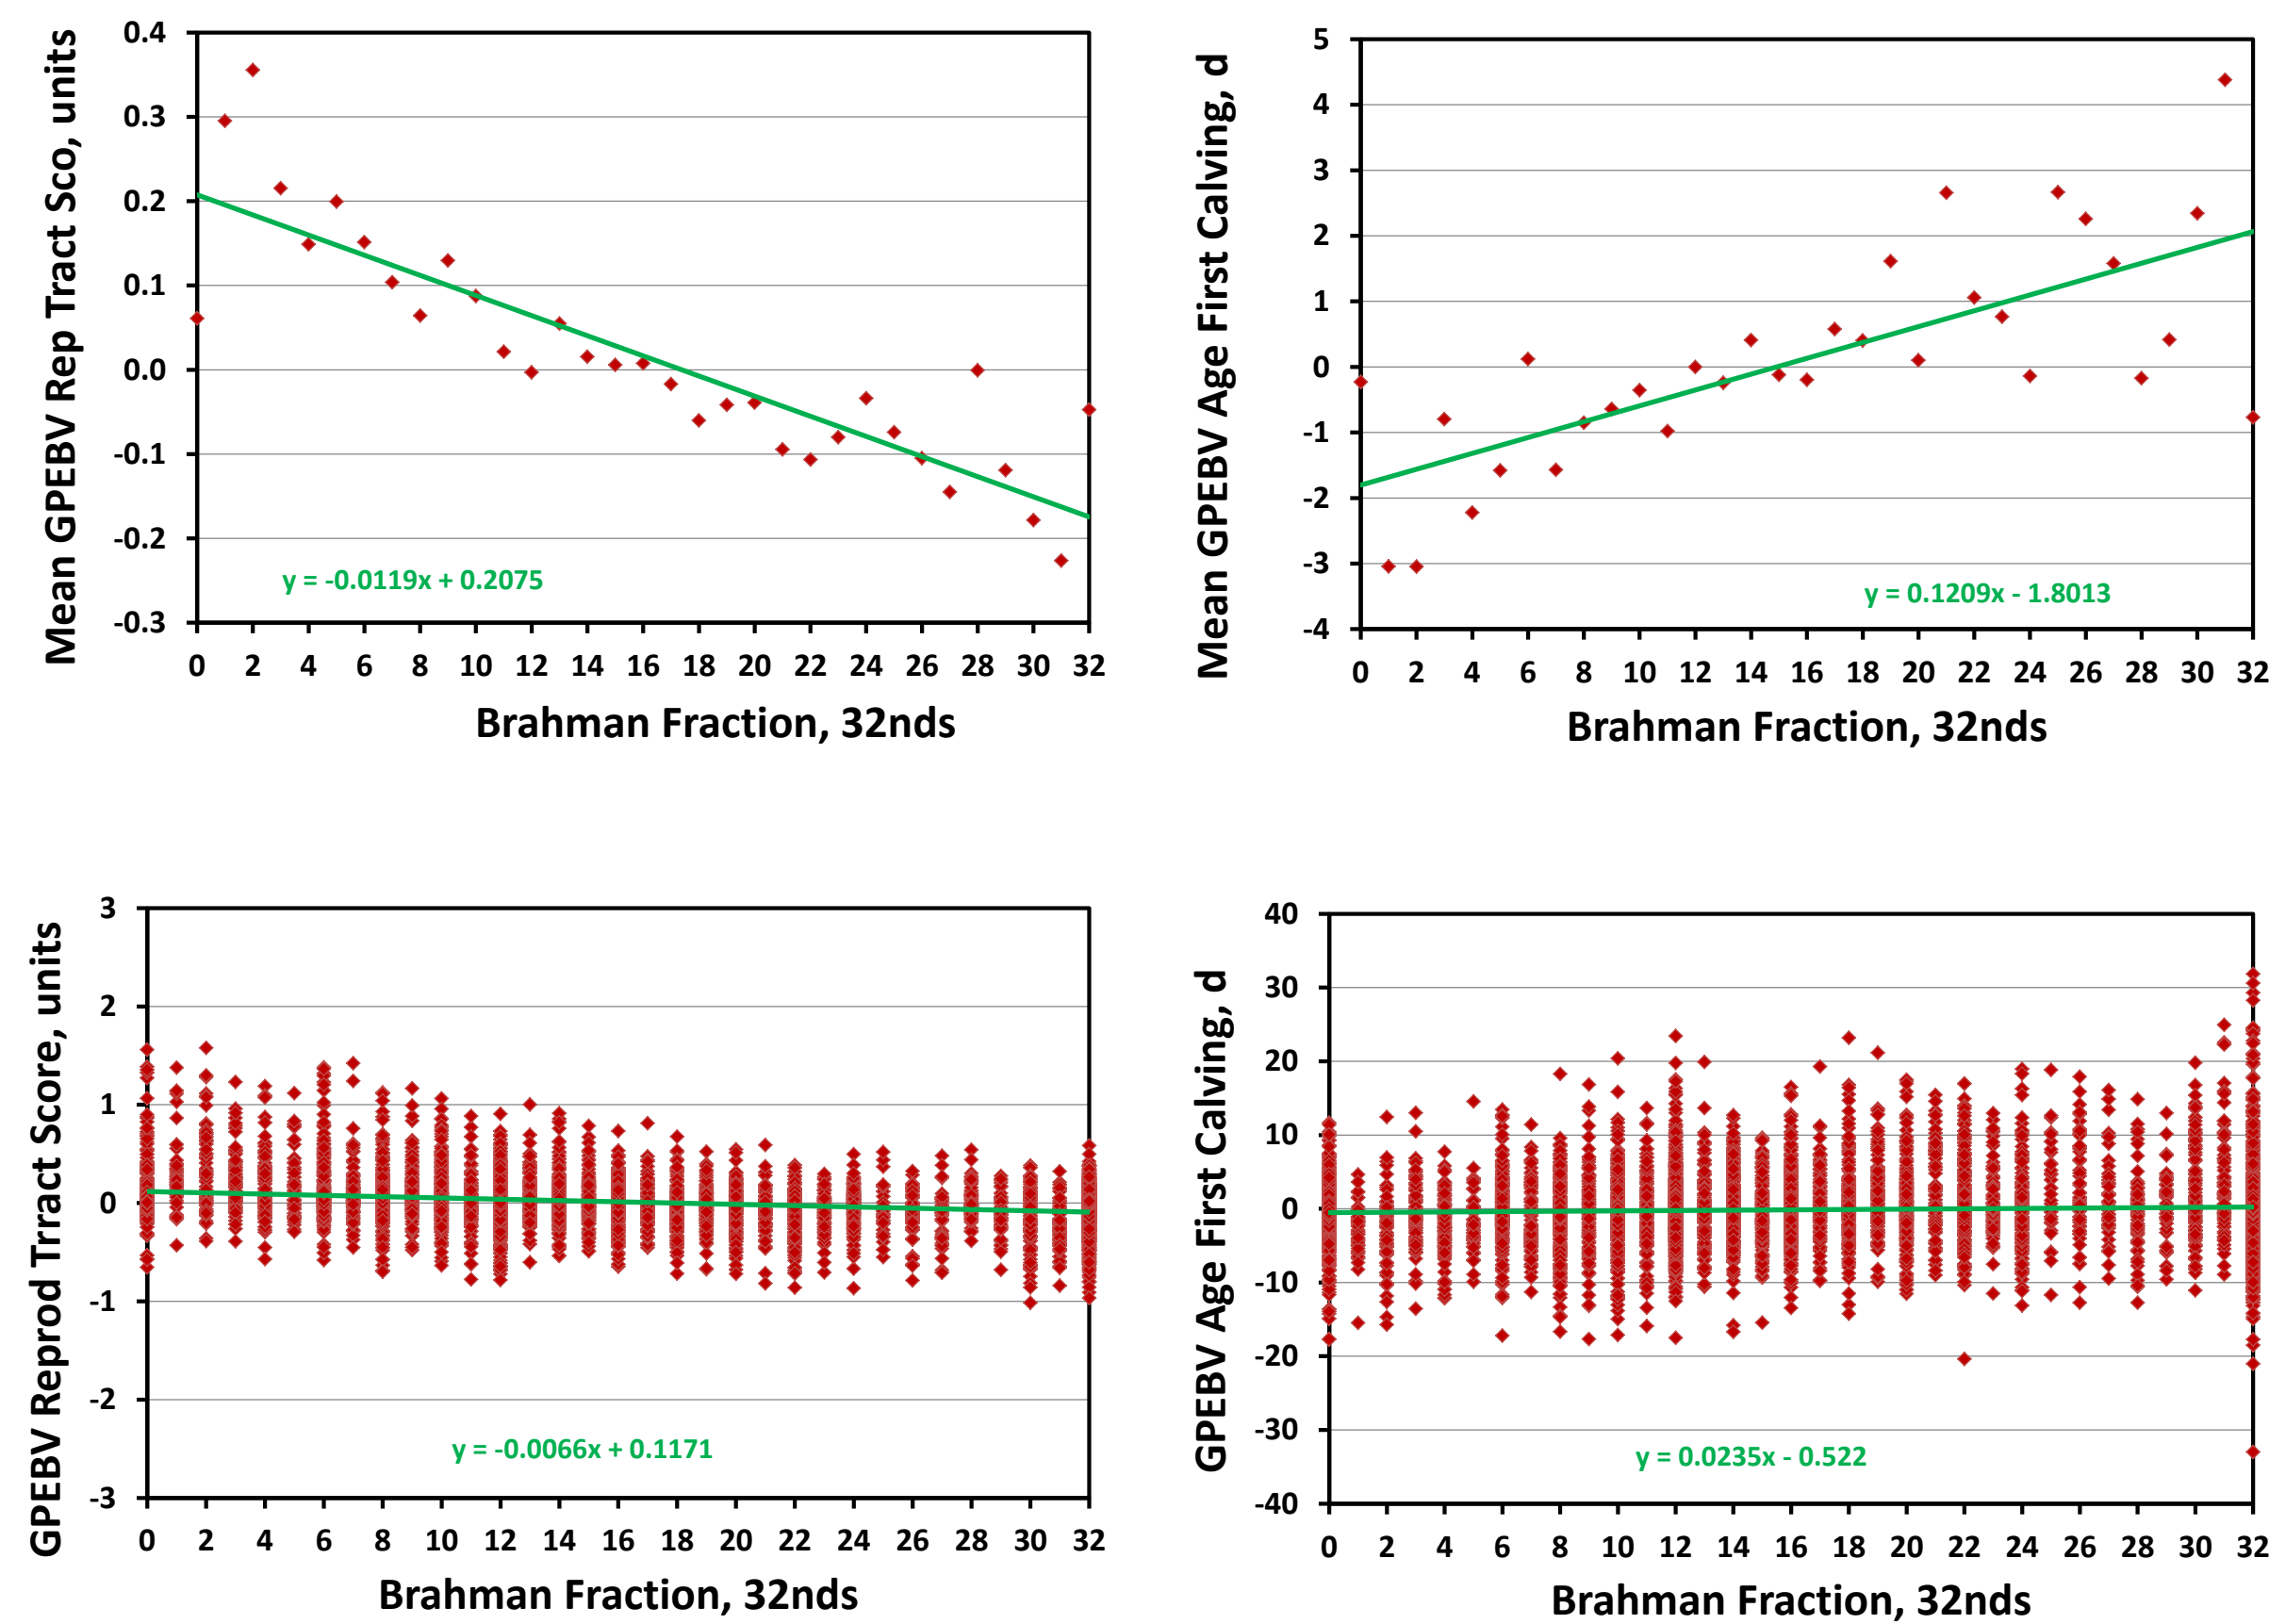 Mean GPEBV Rep Tract Sco, units
0.4
0.3
0.2
0.1
0.0
-0.1
-0.2
-0.3
y = -0.0119x + 0.2075
0 2 4 6 8 10 12 14 16 18 20 22 24 26 28 30 32
Brahman Fraction, 32nds
Mean GPEBV Age First Calving, d
5
4
3
2
1
0
-1
-2
-3
-4
y = 0.1209x - 1.8013
0 2 4 6 8 10 12 14 16 18 20 22 24 26 28 30 32
Brahman Fraction, 32nds
GPEBV Reprod Trract Score, units
3
2
1
0
-1
-2
-3
y = -0.0066x + 0.1171
0 2 4 6 8 10 12 14 16 18 20 22 24 26 28 30 32
Brahman Fraction, 32nds
GPEBV Age First Calving, d
40
30
20
10
0
-10
-20
-30
-40
y = 0.0235x - 0.522
0 2 4 6 8 10 12 14 16 18 20 22 24 26 28 30 32
Brahman Fraction, 32nds